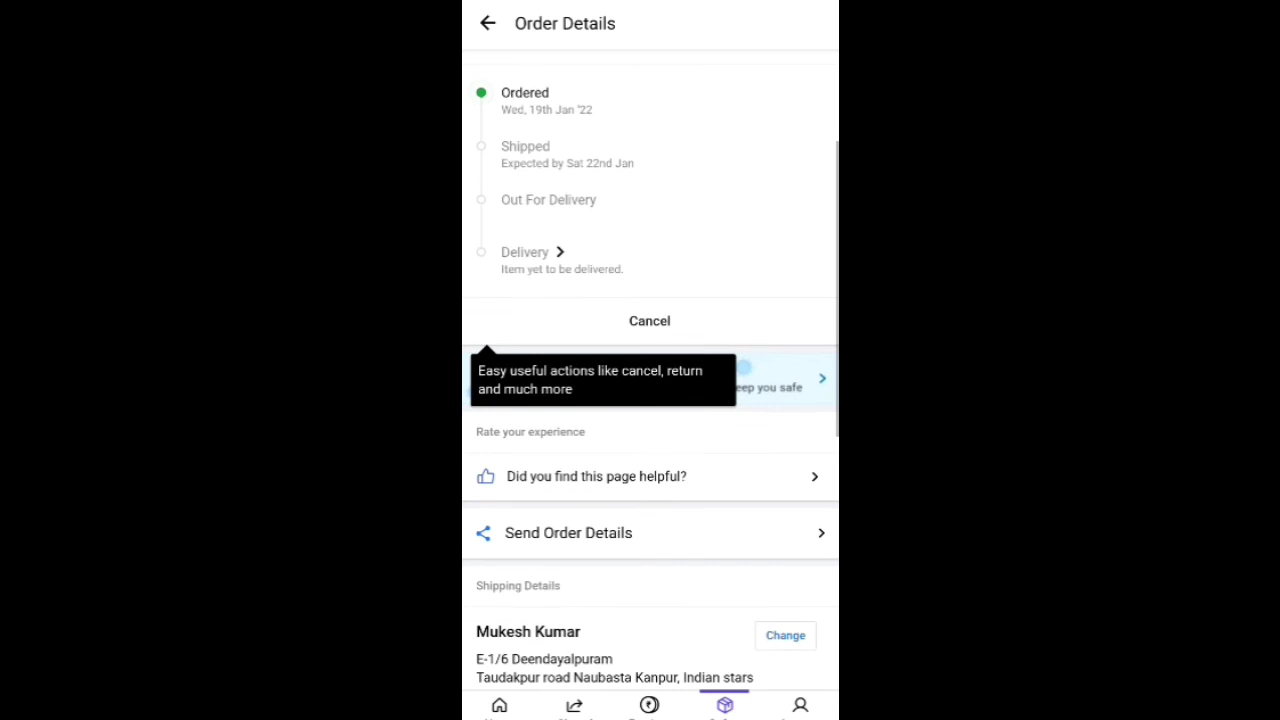 Order Details
Ordered
Wed, 19th Jan '22
Shipped
Expected by Sat 22nd Jan
Out For Delivery
Delivery
Item yet to be delivered.
Cancel
Easy useful actions like cancel, return
and much more
eep you safe
Rate your experience
Did you find this page helpful?
Send Order Details
Shipping Details
Mukesh Kumar
Change
E-1/6 Deendayalpuram
Taudakpur road Naubasta Kanpur, Indian stars